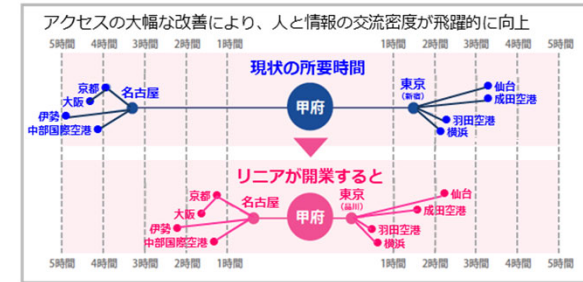 アクセスの大幅な改善により、人と情報の交流密度が飛躍的に向上
5時間 4時間 3時間 2時間 1時間 1時間 2時間 3時間 4時間 5時間
現状の所要時間
京都
大阪
伊勢
中部国際空港
名古屋
甲府
東京
(新宿)
仙台
成田空港
羽田空港
横浜
リニアが開業すると
京都
大阪
伊勢
中部国際空港
名古屋
甲府
東京
(品川)
仙台
成田空港
羽田空港
横浜
5時間 4時間 3時間 2時間 1時間 1時間 2時間 3時間 4時間 5時間